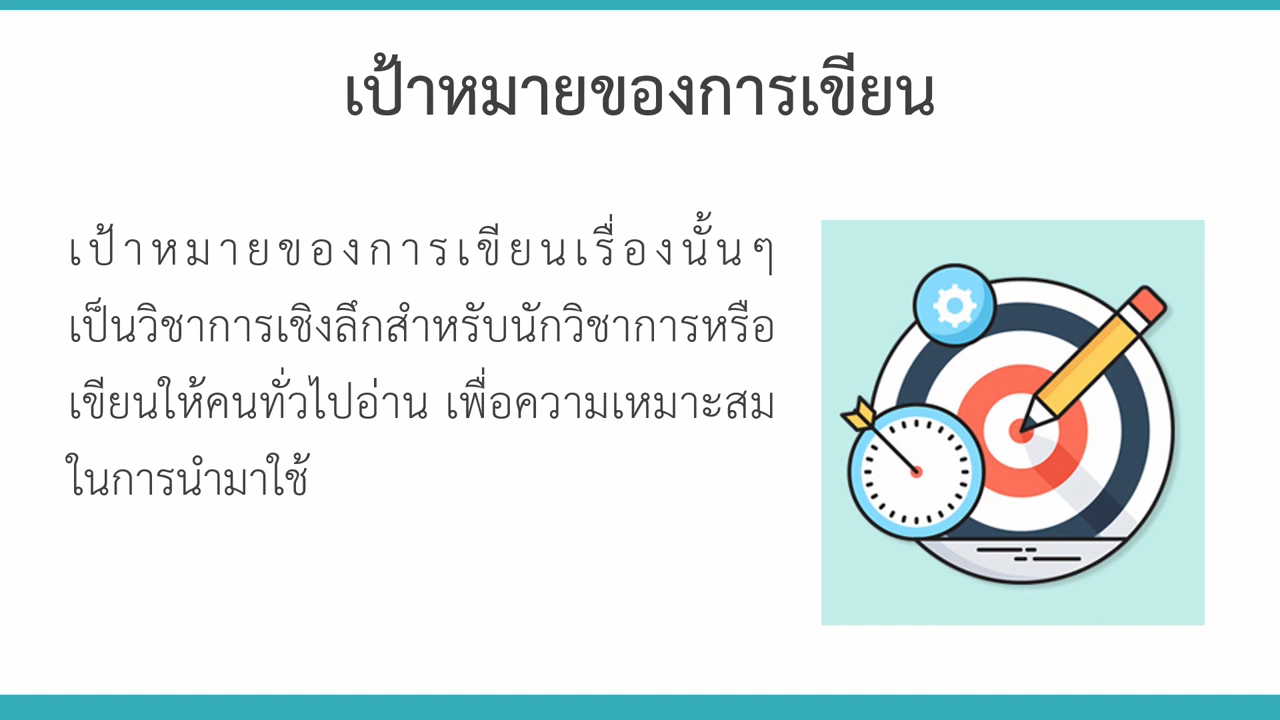 เป้าหมายของการเขียน
เป้าหมายของการเขียนเรื่องนั้นๆ
เป็นวิชาการเชิงลึกสำหรับนักวิชาการหรือ
เขียนให้คนทั่วไปอ่าน เพื่อความเหมาะสม
ในการนำมาใช้